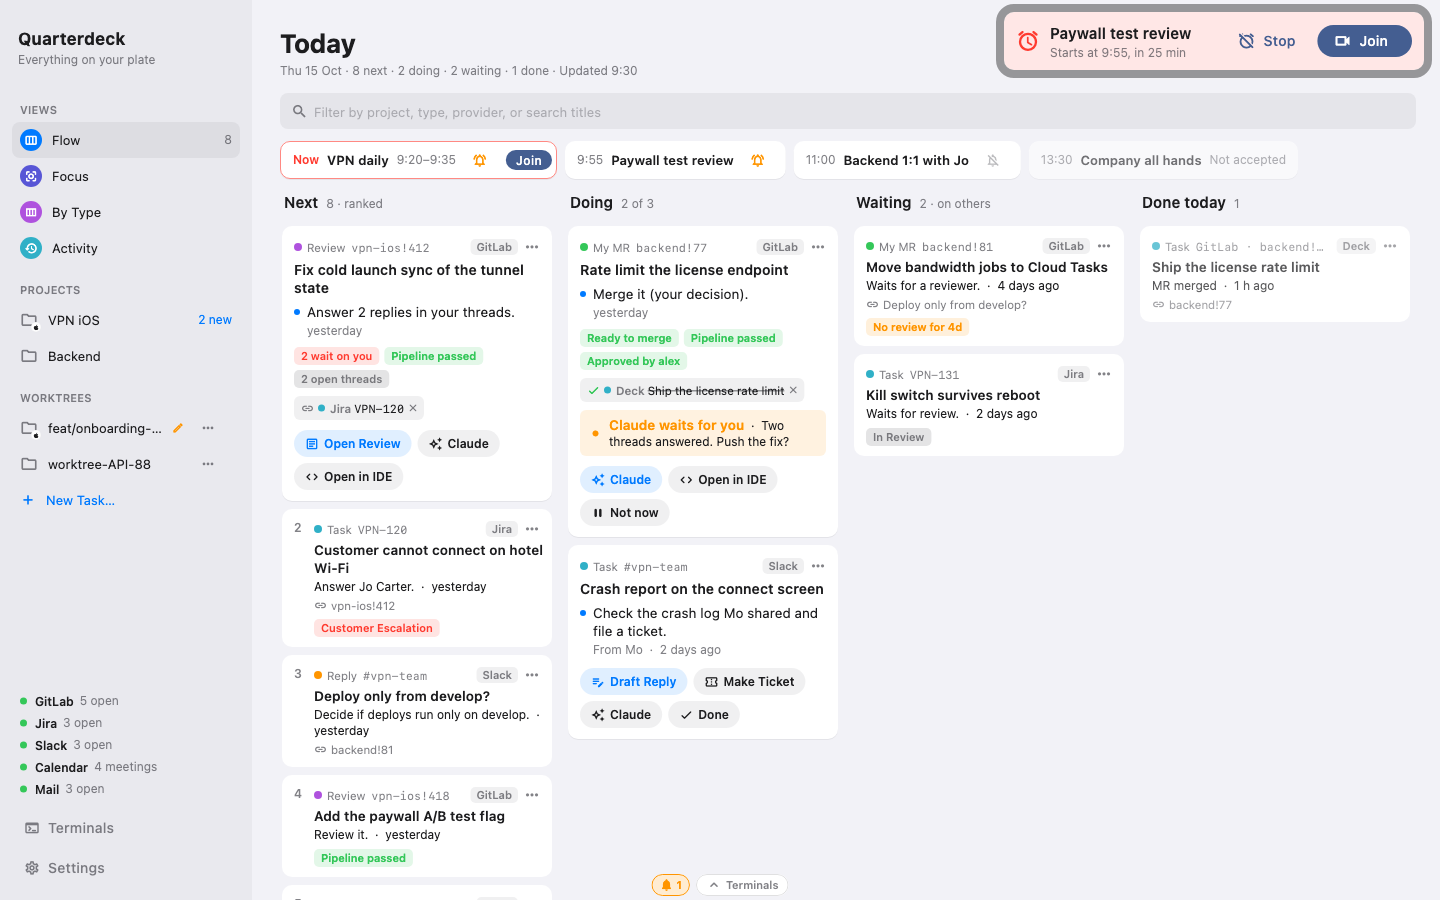 Quarterdeck
Everything on your plate
VIEWS
Flow 8
Focus
By Type
Activity
PROJECTS
VPN iOS 2 new
Backend
WORKTREES
feat/onboarding-...
worktree-API-88
New Task...
GitLab 5 open
Jira 3 open
Slack 3 open
Calendar 4 meetings
Mail 3 open
Terminals
Settings
Today
Thu 15 Oct · 8 next · 2 doing · 2 waiting · 1 done · Updated 9:30
Paywall test review
Starts at 9:55, in 25 min
Stop
Join
Filter by project, type, provider, or search titles
Now VPN daily 9:20–9:35 Join
9:55 Paywall test review
11:00 Backend 1:1 with Jo
13:30 Company all hands Not accepted
Next 8 · ranked
Review vpn-ios!412 GitLab
Fix cold launch sync of the tunnel
state
Answer 2 replies in your threads.
yesterday
2 wait on you Pipeline passed
2 open threads
Jira VPN-120
Open Review Claude
Open in IDE
2 Task VPN-120 Jira
Customer cannot connect on hotel
Wi-Fi
Answer Jo Carter. · yesterday
vpn-ios!412
Customer Escalation
3 Reply #vpn-team Slack
Deploy only from develop?
Decide if deploys run only on develop. ·
yesterday
backend!81
4 Review vpn-ios!418 GitLab
Add the paywall A/B test flag
Review it. · yesterday
Pipeline passed
Doing 2 of 3
My MR backend!77 GitLab
Rate limit the license endpoint
Merge it (your decision).
yesterday
Ready to merge Pipeline passed
Approved by alex
Deck Ship the license rate limit
Claude waits for you · Two
threads answered. Push the fix?
Claude Open in IDE
Not now
Task #vpn-team Slack
Crash report on the connect screen
Check the crash log Mo shared and
file a ticket.
From Mo · 2 days ago
Draft Reply Make Ticket
Claude Done
Waiting 2 · on others
My MR backend!81 GitLab
Move bandwidth jobs to Cloud Tasks
Waits for a reviewer. · 4 days ago
Deploy only from develop?
No review for 4d
Task VPN-131 Jira
Kill switch survives reboot
Waits for review. · 2 days ago
In Review
Done today 1
Task GitLab · backend!… Deck
Ship the license rate limit
MR merged · 1 h ago
backend!77
1 Terminals